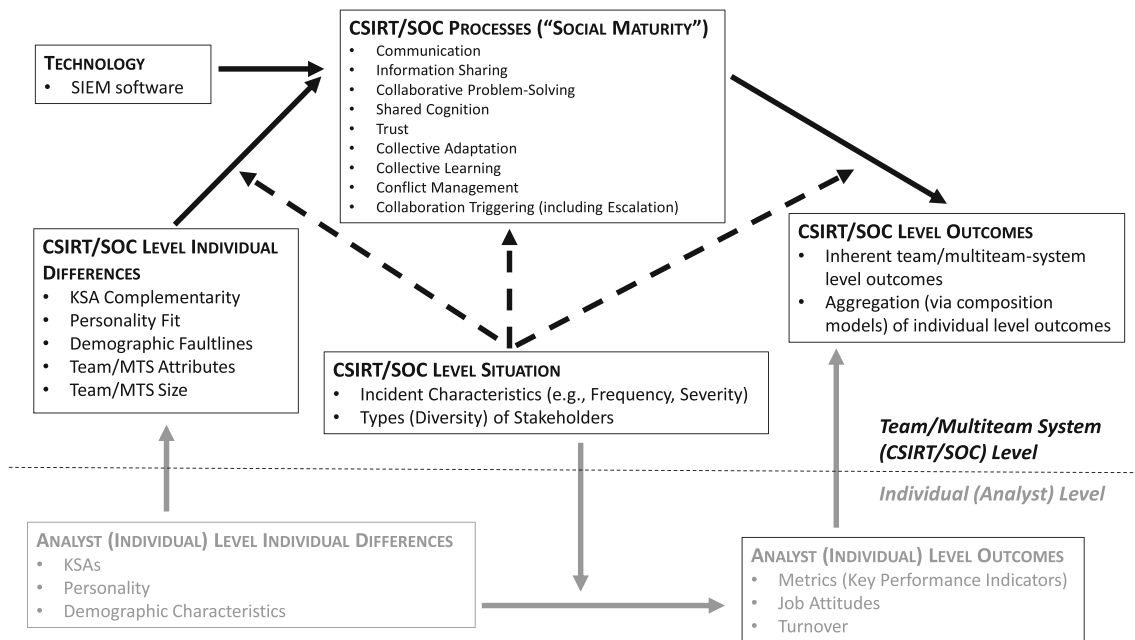 TECHNOLOGY
• SIEM software
CSIRT/SOC PROCESSES (“SOCIAL MATURITY”)
• Communication
• Information Sharing
• Collaborative Problem-Solving
• Shared Cognition
• Trust
• Collective Adaptation
• Collective Learning
• Conflict Management
• Collaboration Triggering (including Escalation)
CSIRT/SOC LEVEL INDIVIDUAL
DIFFERENCES
• KSA Complementarity
• Personality Fit
• Demographic Faultlines
• Team/MTS Attributes
• Team/MTS Size
CSIRT/SOC LEVEL OUTCOMES
• Inherent team/multiteam-system
level outcomes
• Aggregation (via composition
models) of individual level outcomes
CSIRT/SOC LEVEL SITUATION
• Incident Characteristics (e.g., Frequency, Severity)
• Types (Diversity) of Stakeholders
Team/Multiteam System
(CSIRT/SOC) Level
Individual (Analyst) Level
ANALYST (INDIVIDUAL) LEVEL INDIVIDUAL DIFFERENCES
• KSAs
• Personality
• Demographic Characteristics
ANALYST (INDIVIDUAL) LEVEL OUTCOMES
• Metrics (Key Performance Indicators)
• Job Attitudes
• Turnover